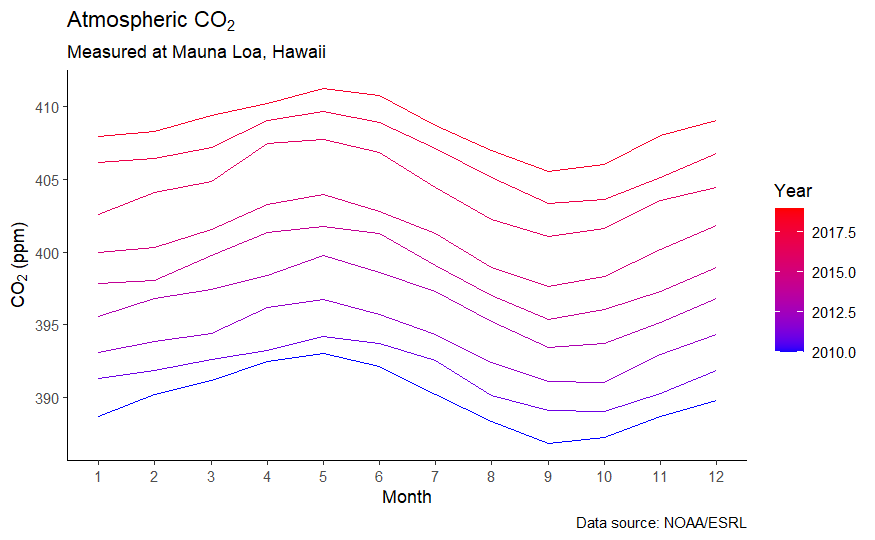 Atmospheric CO₂
Measured at Mauna Loa, Hawaii
410
405
400
395
390
CO₂ (ppm)
1 2 3 4 5 6 7 8 9 10 11 12
Month
Year
2017.5
2015.0
2012.5
2010.0
Data source: NOAA/ESRL